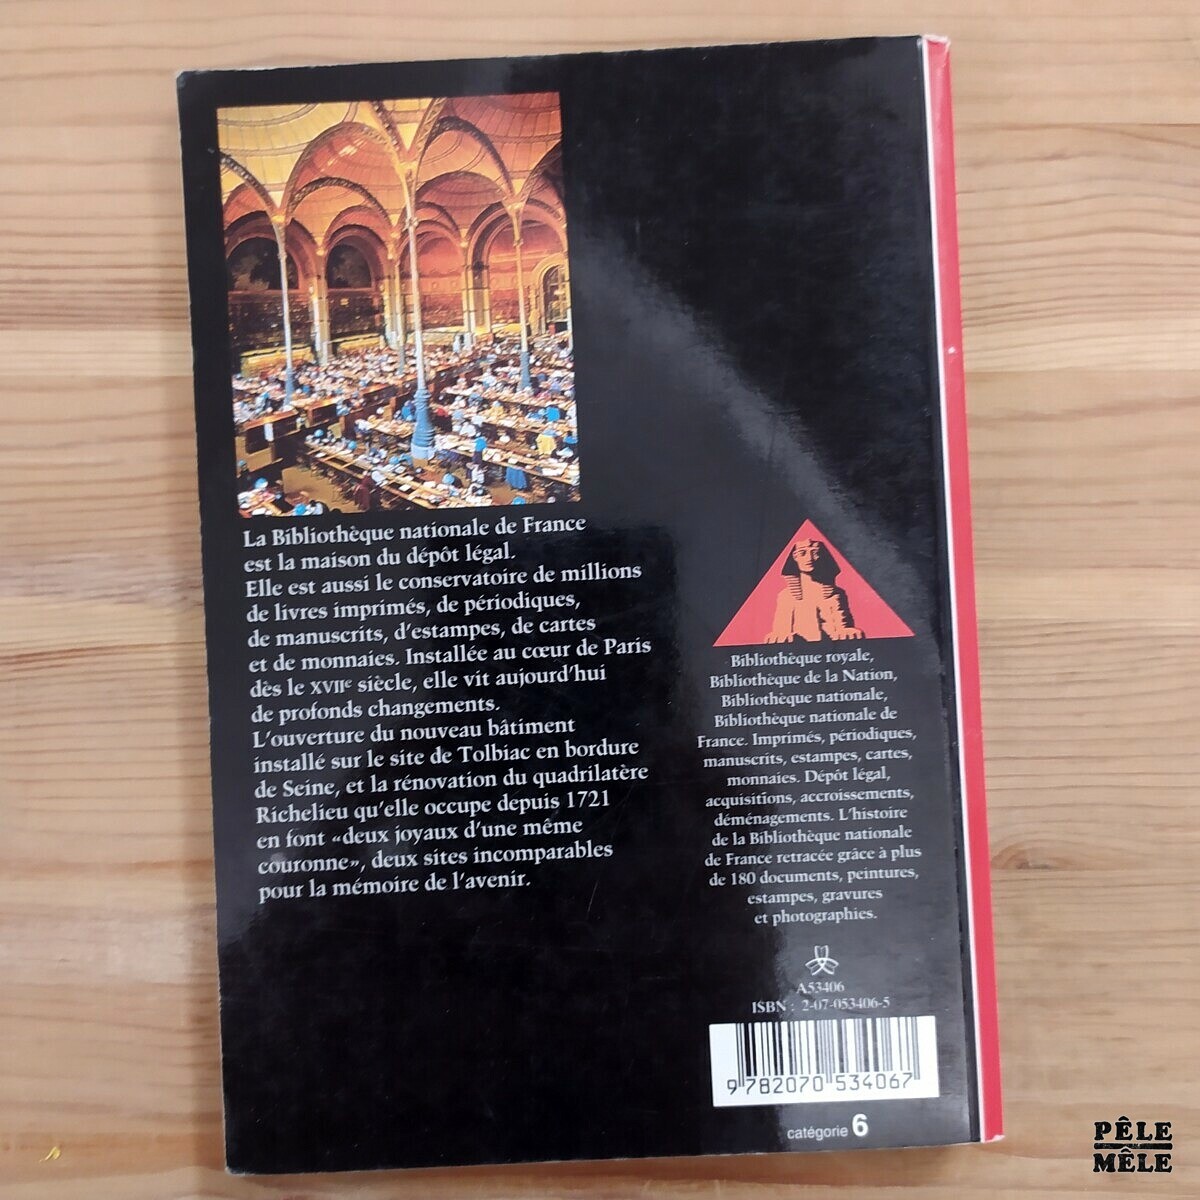 La Bibliothèque nationale de France
est la maison du dépôt légal.
Elle est aussi le conservatoire de millions
de livres imprimés, de périodiques,
de manuscrits, d'estampes, de cartes
et de monnaies. Installée au cœur de Paris
dès le XVIIe siècle, elle vit aujourd'hui
de profonds changements.
L'ouverture du nouveau bâtiment
installé sur le site de Tolbiac en bordure
de Seine, et la rénovation du quadrilatère
Richelieu qu'elle occupe depuis 1721
en font «deux joyaux d'une même
couronne», deux sites incomparables
pour la mémoire de l'avenir.
Bibliothèque royale,
Bibliothèque de la Nation,
Bibliothèque nationale,
Bibliothèque nationale de
France. Imprimés, périodiques,
manuscrits, estampes, cartes,
monnaies. Dépôt légal,
acquisitions, accroissements,
déménagements. L'histoire
de la Bibliothèque nationale
de France retracée grâce à plus
de 180 documents, peintures,
estampes, gravures
et photographies.
A53406
ISBN : 2-07-053406-5
9 782070 534067
catégorie 6
PÊLE
MÊLE